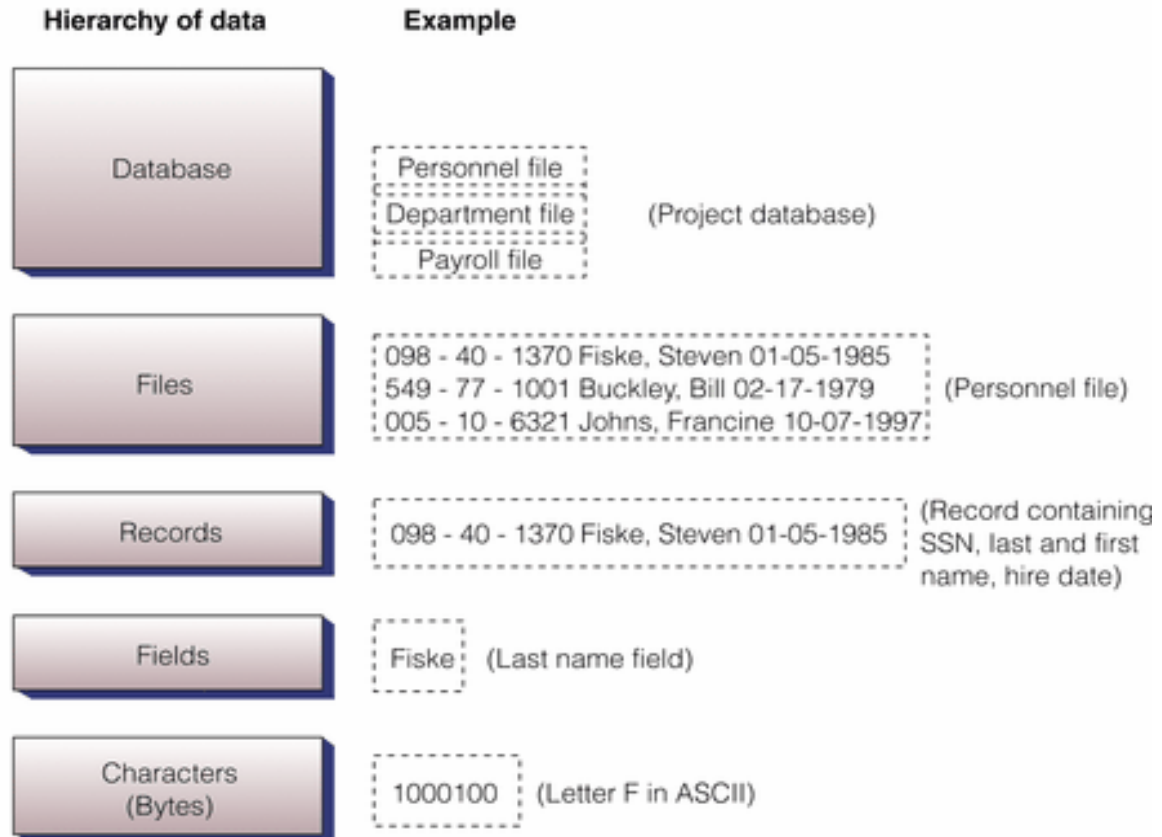 Hierarchy of data
Example
Database
Personnel file
Department file
Payroll file
(Project database)
Files
098 - 40 - 1370 Fiske, Steven 01-05-1985
549 - 77 - 1001 Buckley, Bill 02-17-1979
005 - 10 - 6321 Johns, Francine 10-07-1997
(Personnel file)
Records
098 - 40 - 1370 Fiske, Steven 01-05-1985
(Record containing
SSN, last and first
name, hire date)
Fields
Fiske
(Last name field)
Characters
(Bytes)
1000100
(Letter F in ASCII)